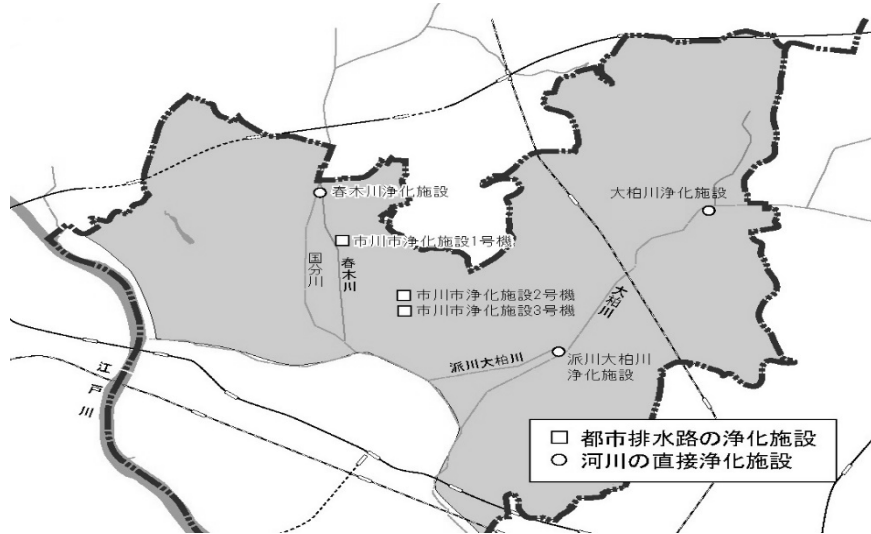 春木川浄化施設
大柏川浄化施設
市川市浄化施設1号機
国分川
春木川
市川市浄化施設2号機
市川市浄化施設3号機
大柏川
派川大柏川
派川大柏川
浄化施設
江戸川
□ 都市排水路の浄化施設
○ 河川の直接浄化施設